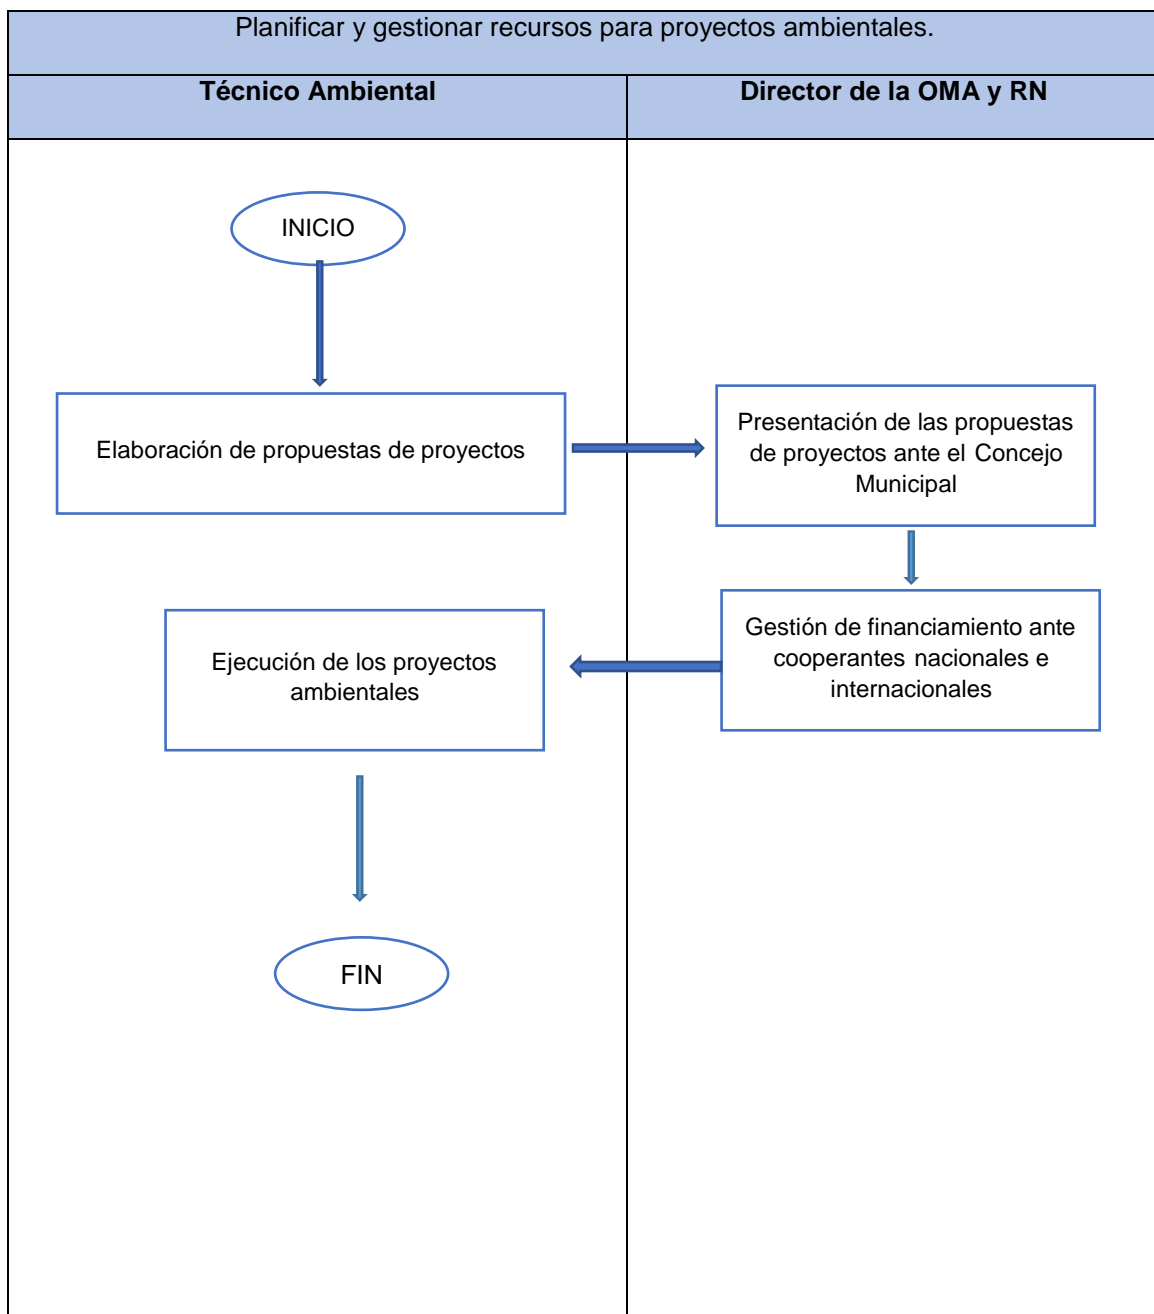 Planificar y gestionar recursos para proyectos ambientales.
Técnico Ambiental
Director de la OMA y RN
INICIO
Elaboración de propuestas de proyectos
Presentación de las propuestas
de proyectos ante el Concejo
Municipal
Gestión de financiamiento ante
cooperantes nacionales e
internacionales
Ejecución de los proyectos
ambientales
FIN